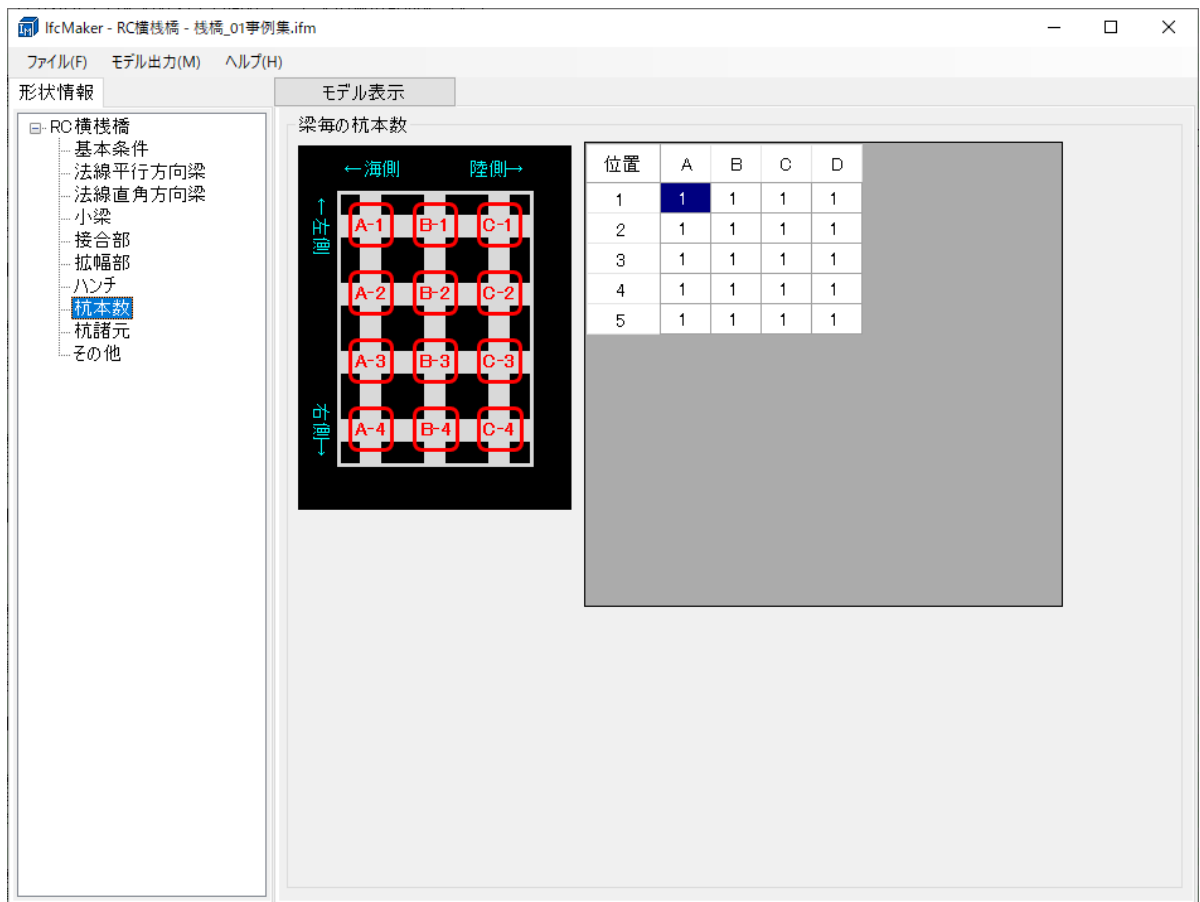 IfcMaker - RC横桟橋 - 桟橋_01事例集.ifm
ファイル(F) モデル出力(M) ヘルプ(H)
形状情報
モデル表示
RC横桟橋
基本条件
法線平行方向梁
法線直角方向梁
小梁
接合部
拡幅部
ハンチ
杭本数
杭諸元
その他
梁毎の杭本数
←海側 陸側→
←左側
A-1 B-1 C-1
A-2 B-2 C-2
A-3 B-3 C-3
右側→
A-4 B-4 C-4
位置 A B C D
1 1 1 1 1
2 1 1 1 1
3 1 1 1 1
4 1 1 1 1
5 1 1 1 1